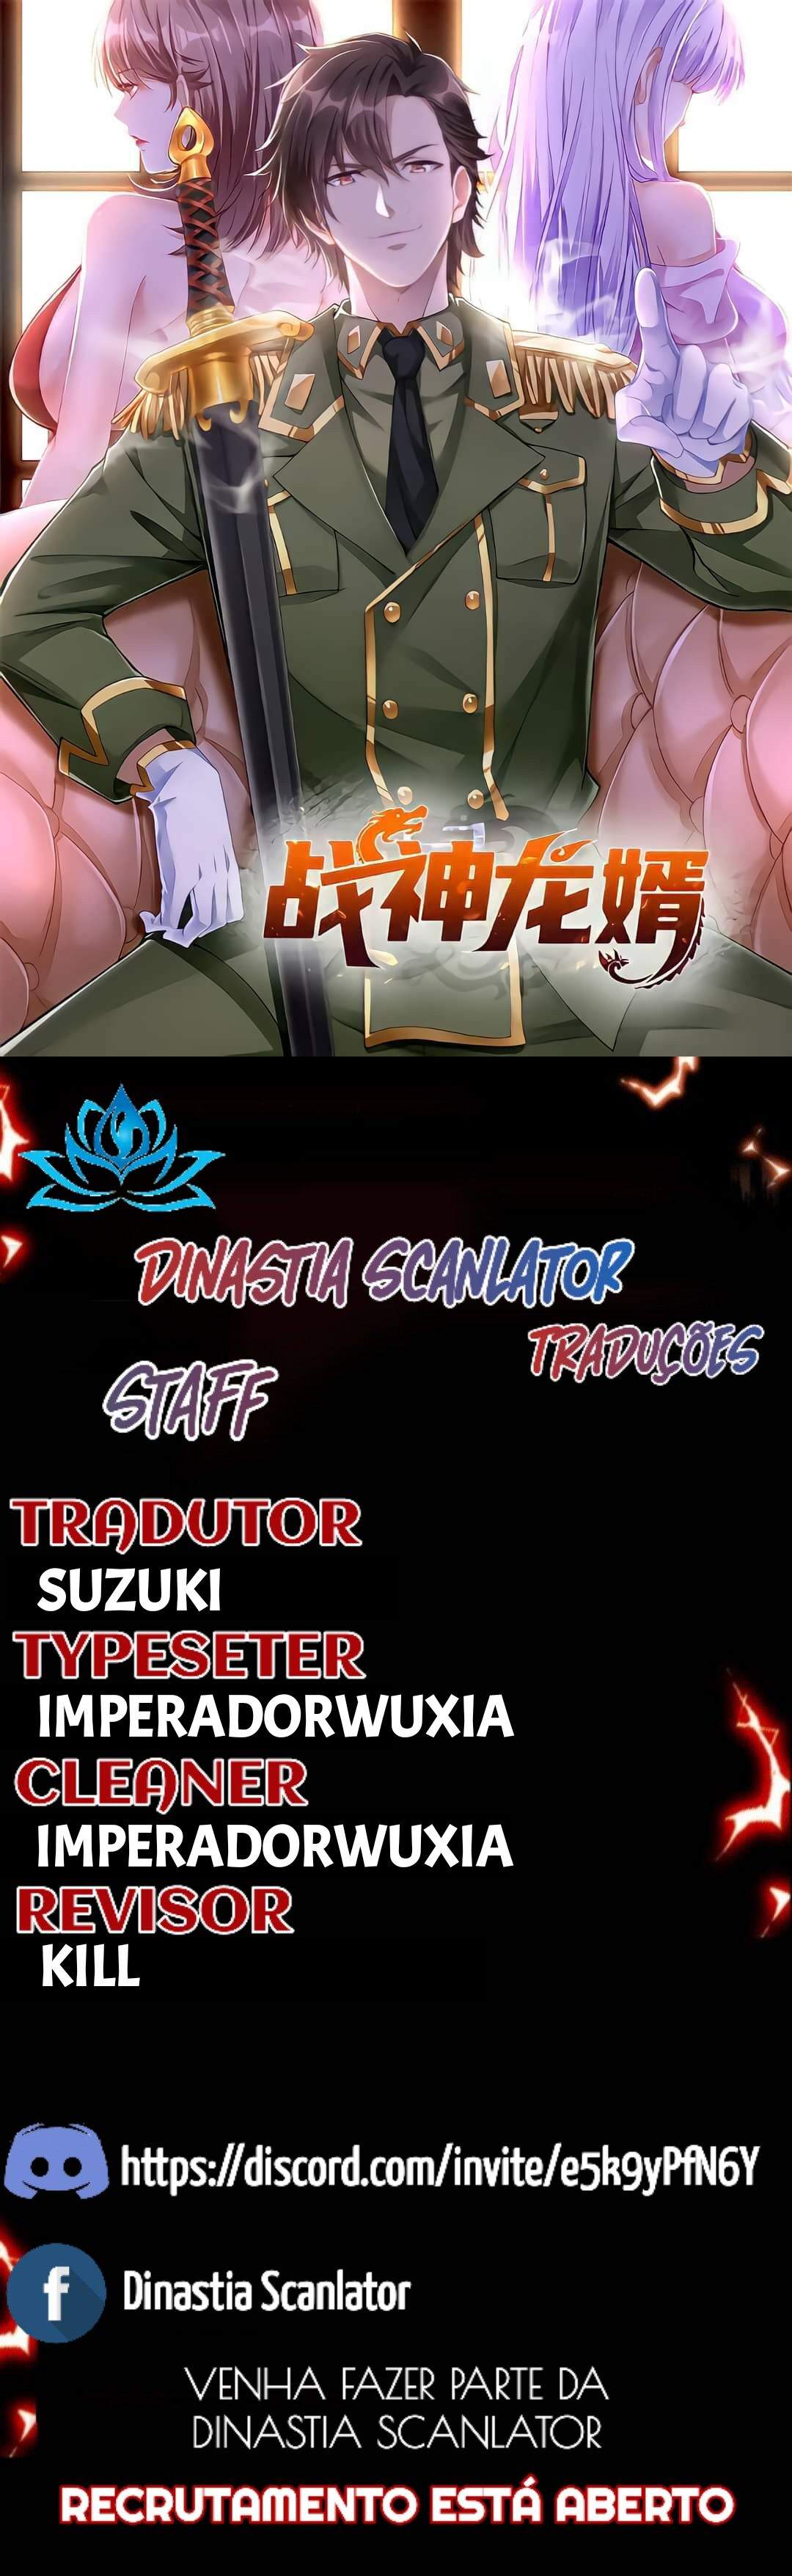 战神龙婿
DINASTIA SCANLATOR
TRADUÇÕES
STAFF
TRADUTOR
SUZUKI
TYPESETER
IMPERADORWUXIA
CLEANER
IMPERADORWUXIA
REVISOR
KILL
https://discord.com/invite/e5k9yPfN6Y
f Dinastia Scanlator
VENHA FAZER PARTE DA
DINASTIA SCANLATOR
RECRUTAMENTO ESTÁ ABERTO